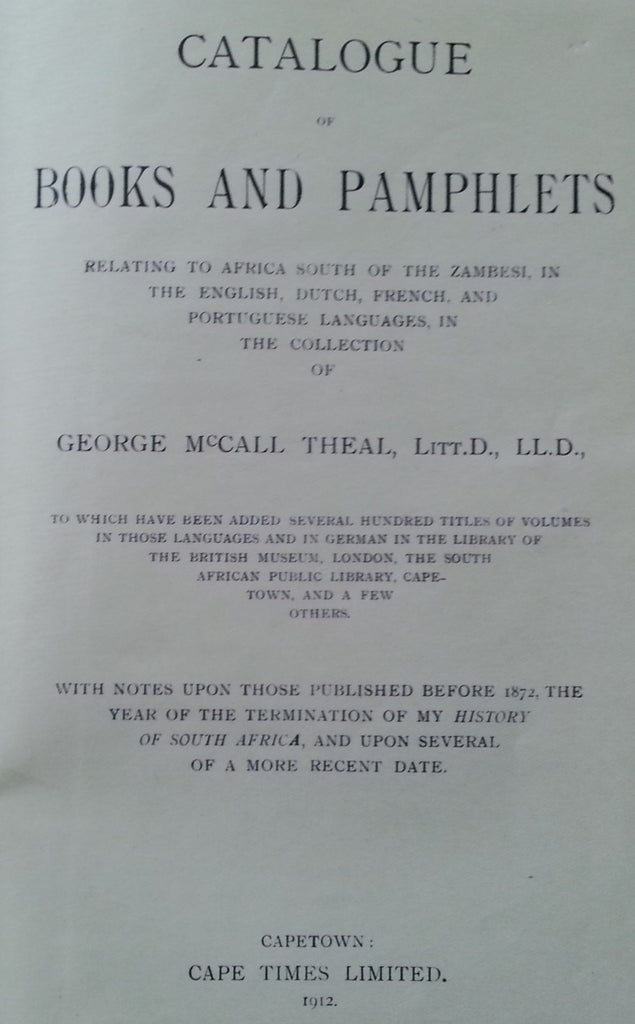 CATALOGUE
OF
BOOKS AND PAMPHLETS
RELATING TO AFRICA SOUTH OF THE ZAMBESI, IN
THE ENGLISH, DUTCH, FRENCH, AND
PORTUGUESE LANGUAGES, IN
THE COLLECTION
OF
GEORGE McCALL THEAL, LITT.D., LL.D.,
TO WHICH HAVE BEEN ADDED SEVERAL HUNDRED TITLES OF VOLUMES
IN THOSE LANGUAGES AND IN GERMAN IN THE LIBRARY OF
THE BRITISH MUSEUM, LONDON, THE SOUTH
AFRICAN PUBLIC LIBRARY, CAPE-
TOWN, AND A FEW
OTHERS.
WITH NOTES UPON THOSE PUBLISHED BEFORE 1872, THE
YEAR OF THE TERMINATION OF MY HISTORY
OF SOUTH AFRICA, AND UPON SEVERAL
OF A MORE RECENT DATE.
CAPETOWN:
CAPE TIMES LIMITED.
1912.